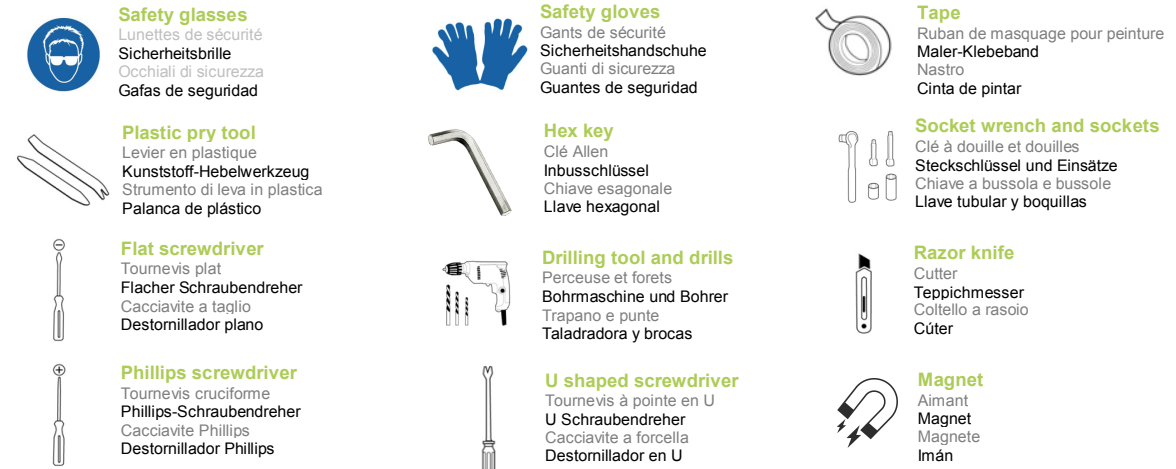 Safety glasses
Lunettes de sécurité
Sicherheitsbrille
Occhiali di sicurezza
Gafas de seguridad
Safety gloves
Gants de sécurité
Sicherheitshandschuhe
Guanti di sicurezza
Guantes de seguridad
Tape
Ruban de masquage pour peinture
Maler-Klebeband
Nastro
Cinta de pintar
Plastic pry tool
Levier en plastique
Kunststoff-Hebelwerkzeug
Strumento di leva in plastica
Palanca de plástico
Hex key
Clé Allen
Inbusschlüssel
Chiave esagonale
Llave hexagonal
Socket wrench and sockets
Clé à douille et douilles
Steckschlüssel und Einsätze
Chiave a bussola e bussole
Llave tubular y boquillas
Flat screwdriver
Tournevis plat
Flacher Schraubendreher
Cacciavite a taglio
Destornillador plano
Drilling tool and drills
Perceuse et forets
Bohrmaschine und Bohrer
Trapano e punte
Taladradora y brocas
Razor knife
Cutter
Teppichmesser
Coltello a rasoio
Cúter
Phillips screwdriver
Tournevis cruciforme
Phillips-Schraubendreher
Cacciavite Phillips
Destornillador Phillips
U shaped screwdriver
Tournevis à pointe en U
U Schraubendreher
Cacciavite a forcella
Destornillador en U
Magnet
Aimant
Magnet
Magnete
Imán